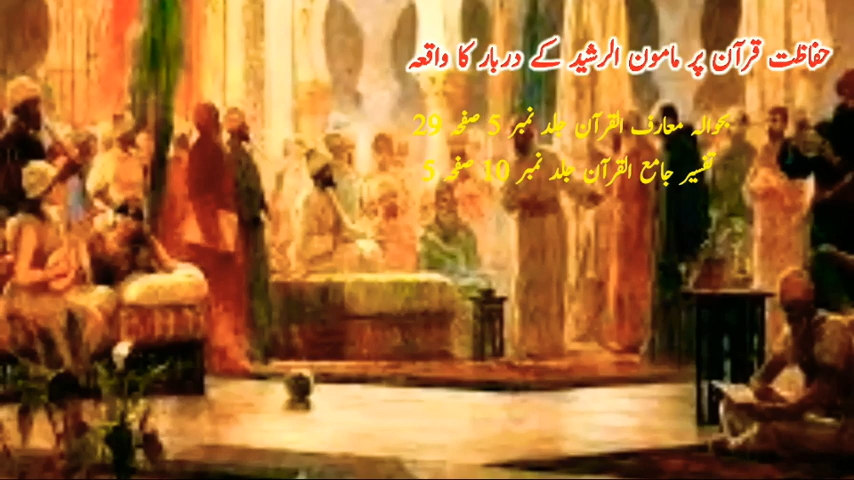 حفاظت قرآن پر مامون الرشید کے دربار کا واقعہ
بحوالہ معارف القرآن جلد نمبر 5 صفحہ 29
تفسیر جامع القرآن جلد نمبر 10 صفحہ 5